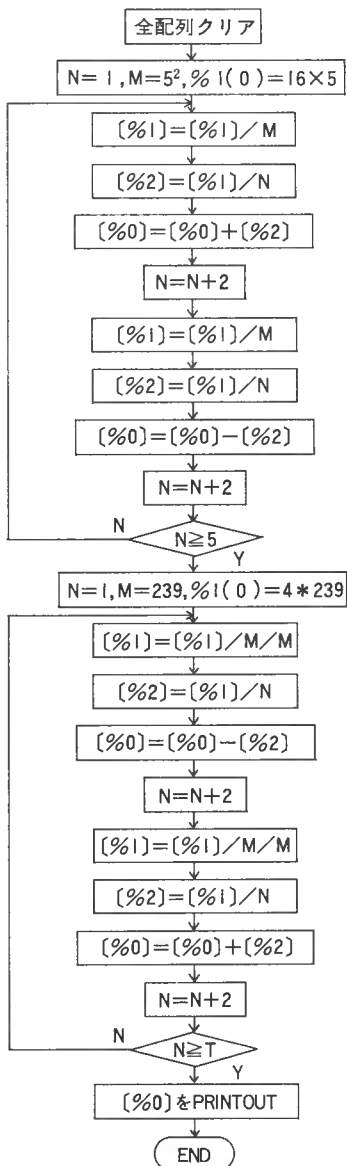 全配列クリア
N=1,M=5²,%1(0)=16×5
[%1]=[%1]/M
[%2]=[%1]/N
[%0]=[%0]+[%2]
N=N+2
[%1]=[%1]/M
[%2]=[%1]/N
[%0]=[%0]-[%2]
N=N+2
N
N≧5
Y
N=1,M=239,%1(0)=4*239
[%1]=[%1]/M/M
[%2]=[%1]/N
[%0]=[%0]-[%2]
N=N+2
[%1]=[%1]/M/M
[%2]=[%1]/N
[%0]=[%0]+[%2]
N=N+2
N
N≧T
Y
[%0]をPRINTOUT
END